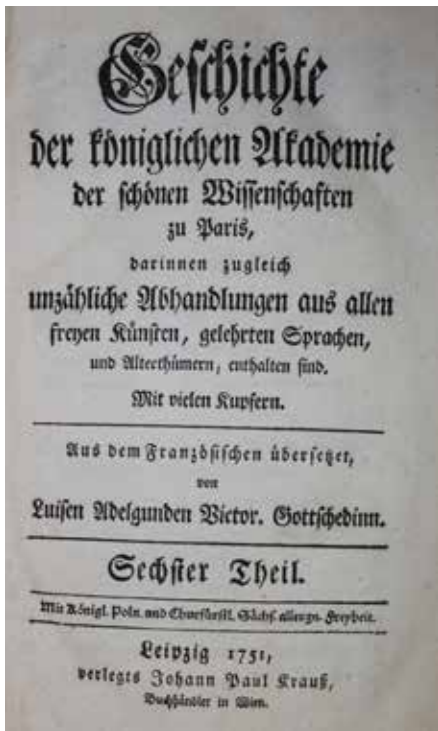 Geschichte
der königlichen Akademie
der schönen Wissenschaften
zu Paris,
darinnen zugleich
unzähliche Abhandlungen aus allen
freyen Künsten, gelehrten Sprachen,
und Alterthümern, enthalten sind.
Mit vielen Kupfern.
Aus dem Französischen übersetzet,
von
Luisen Adelgunden Victor. Gottschedinn.
Sechster Theil.
Mit Königl. Poln. und Churfürstl. Sächs. allergn. Freyheit.
Leipzig 1751,
verlegts Johann Paul Krauß,
Buchhändler in Wien.